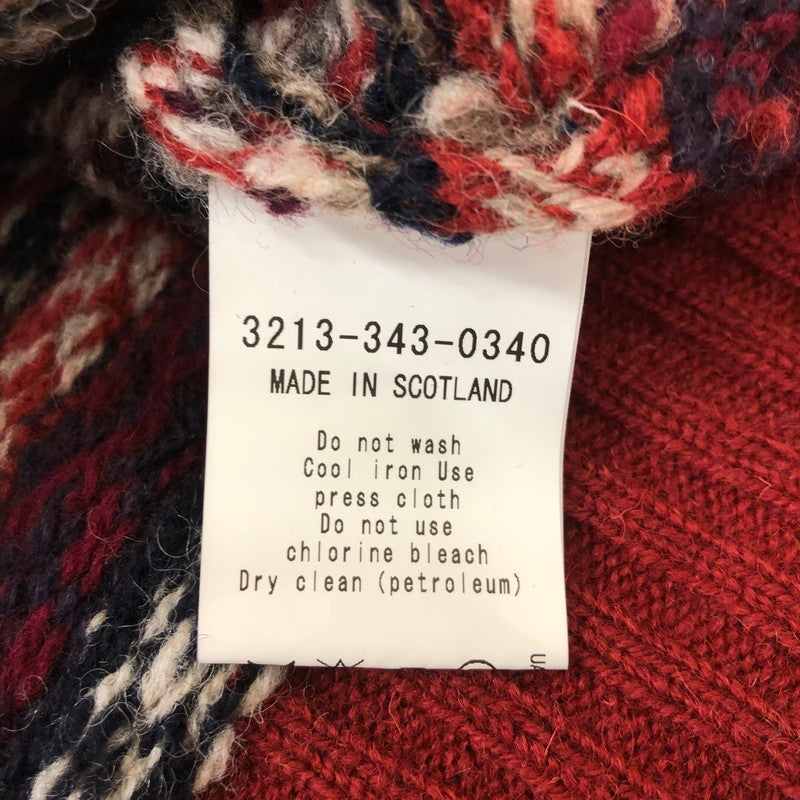 3213-343-0340
MADE IN SCOTLAND
Do not wash
Cool iron Use
press cloth
Do not use
chlorine bleach
Dry clean (petroleum)